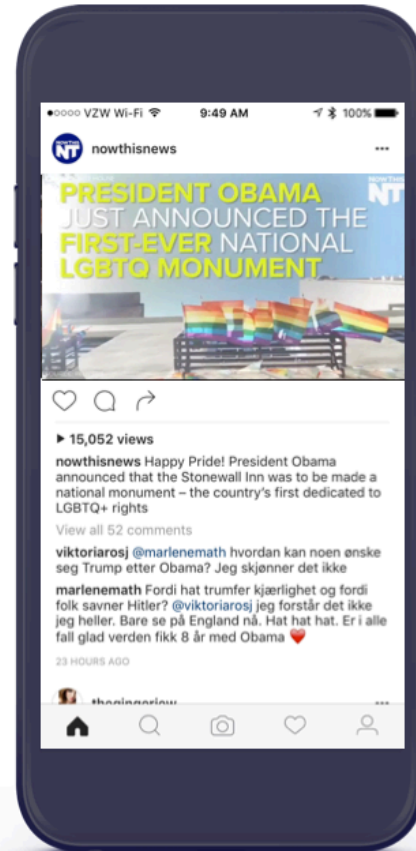 VZW Wi-Fi 9:49 AM 100%
NOWTHIS
NT
nowthisnews
NT
PRESIDENT OBAMA
JUST ANNOUNCED THE
FIRST-EVER NATIONAL
LGBTQ MONUMENT
15,052 views
nowthisnews Happy Pride! President Obama
announced that the Stonewall Inn was to be made a
national monument – the country's first dedicated to
LGBTQ+ rights
View all 52 comments
viktoriarosj @marlenemath hvordan kan noen ønske
seg Trump etter Obama? Jeg skjønner det ikke
marlenemath Fordi hat trumfer kjærlighet og fordi
folk savner Hitler? @viktoriarosj jeg forstår det ikke
jeg heller. Bare se på England nå. Hat hat hat. Er i alle
fall glad verden fikk 8 år med Obama ❤️
23 HOURS AGO